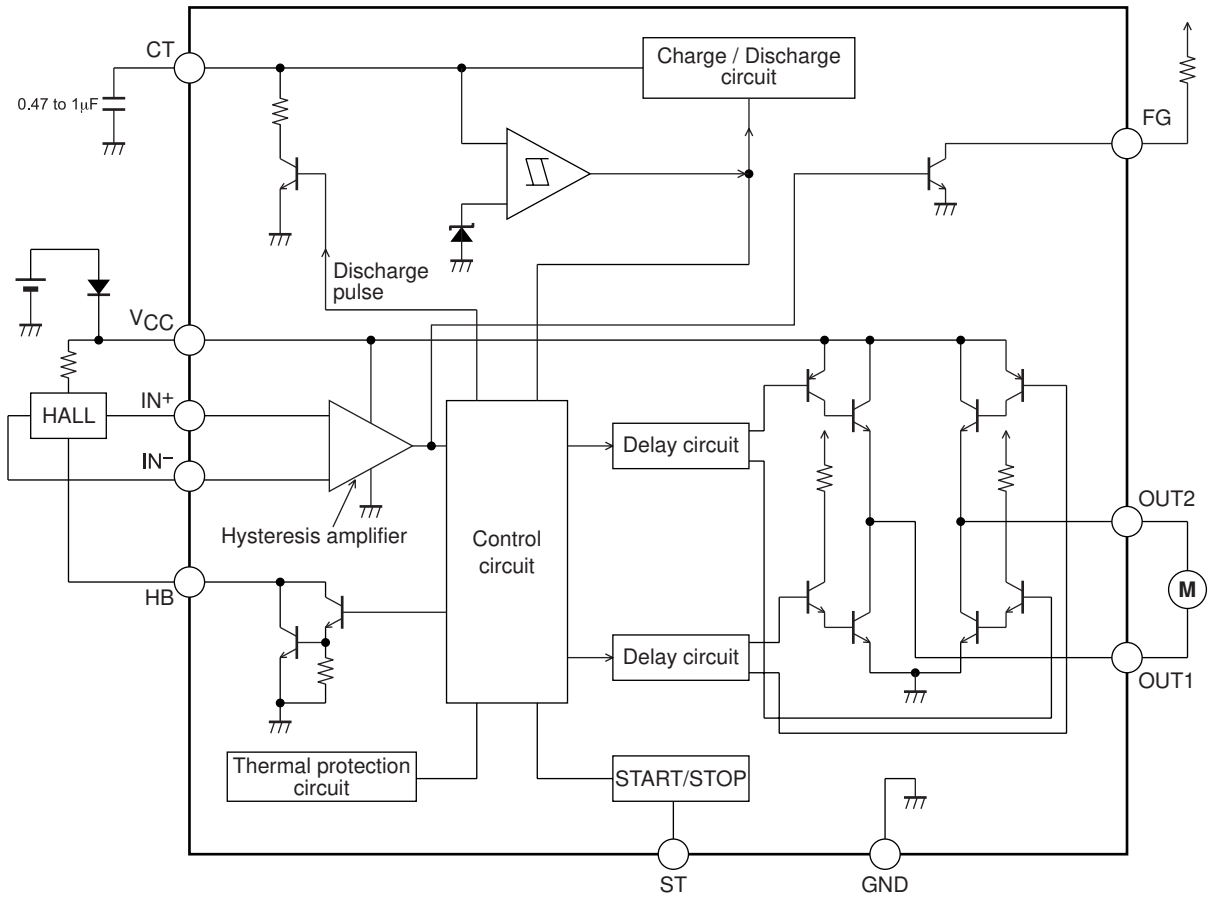 CT
Charge / Discharge
circuit
0.47 to 1μF
FG
Discharge
pulse
VCC
IN+
HALL
Delay circuit
IN−
OUT2
Hysteresis amplifier
Control
circuit
HB
M
Delay circuit
OUT1
Thermal protection
circuit
START/STOP
ST
GND